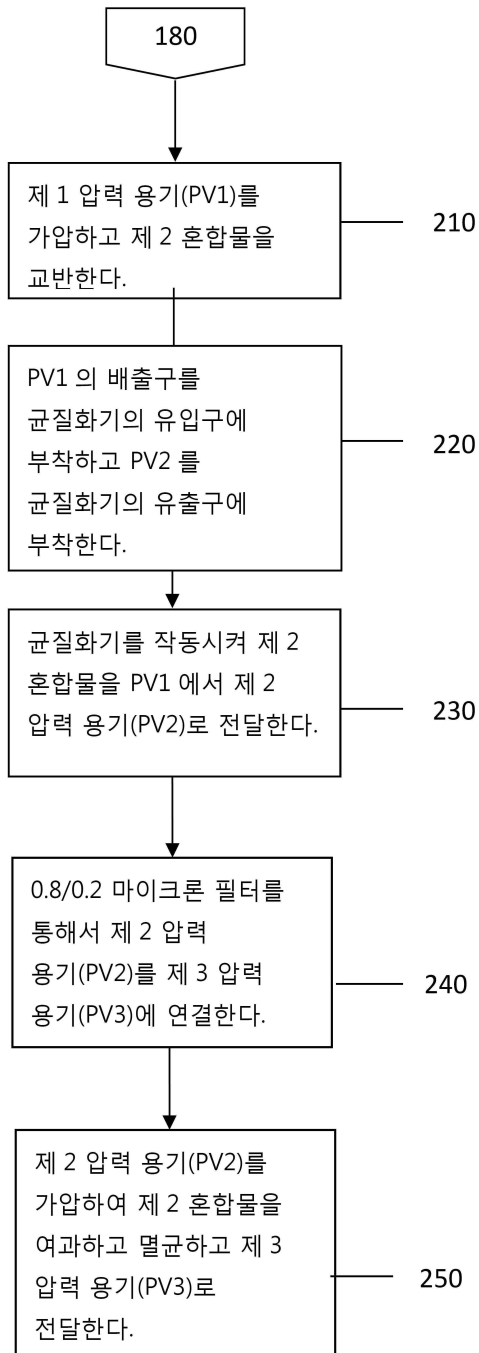 180
제 1 압력 용기(PV1)를
가압하고 제 2 혼합물을
교반한다.
210
PV1 의 배출구를
균질화기의 유입구에
부착하고 PV2 를
균질화기의 유출구에
부착한다.
220
균질화기를 작동시켜 제 2
혼합물을 PV1 에서 제 2
압력 용기(PV2)로 전달한다.
230
0.8/0.2 마이크론 필터를
통해서 제 2 압력
용기(PV2)를 제 3 압력
용기(PV3)에 연결한다.
240
제 2 압력 용기(PV2)를
가압하여 제 2 혼합물을
여과하고 멸균하고 제 3
압력 용기(PV3)로
전달한다.
250